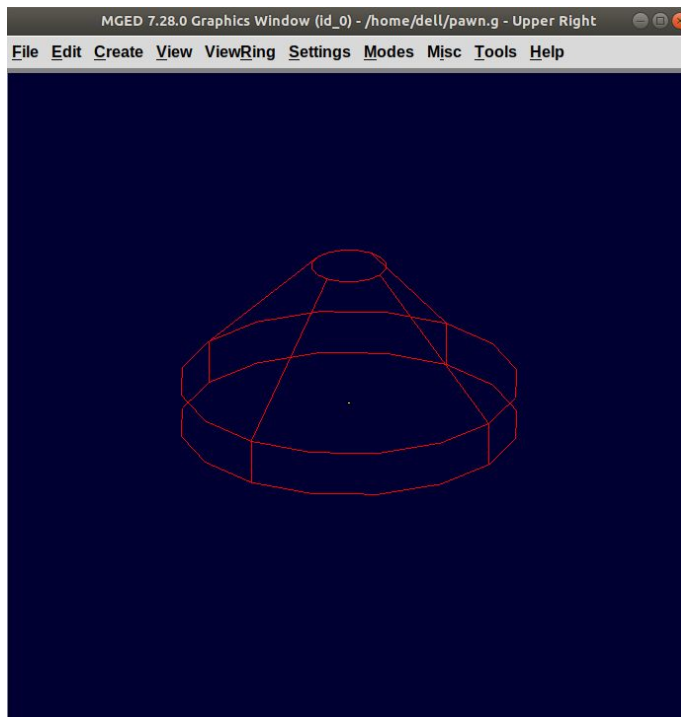 MGED 7.28.0 Graphics Window (id_0) - /home/dell/pawn.g - Upper Right
File Edit Create View ViewRing Settings Modes Misc Tools Help